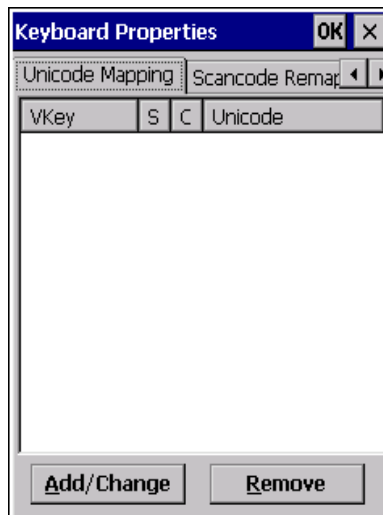 Keyboard Properties OK ×
Unicode Mapping Scancode Remap
VKey S C Unicode
Add/Change Remove